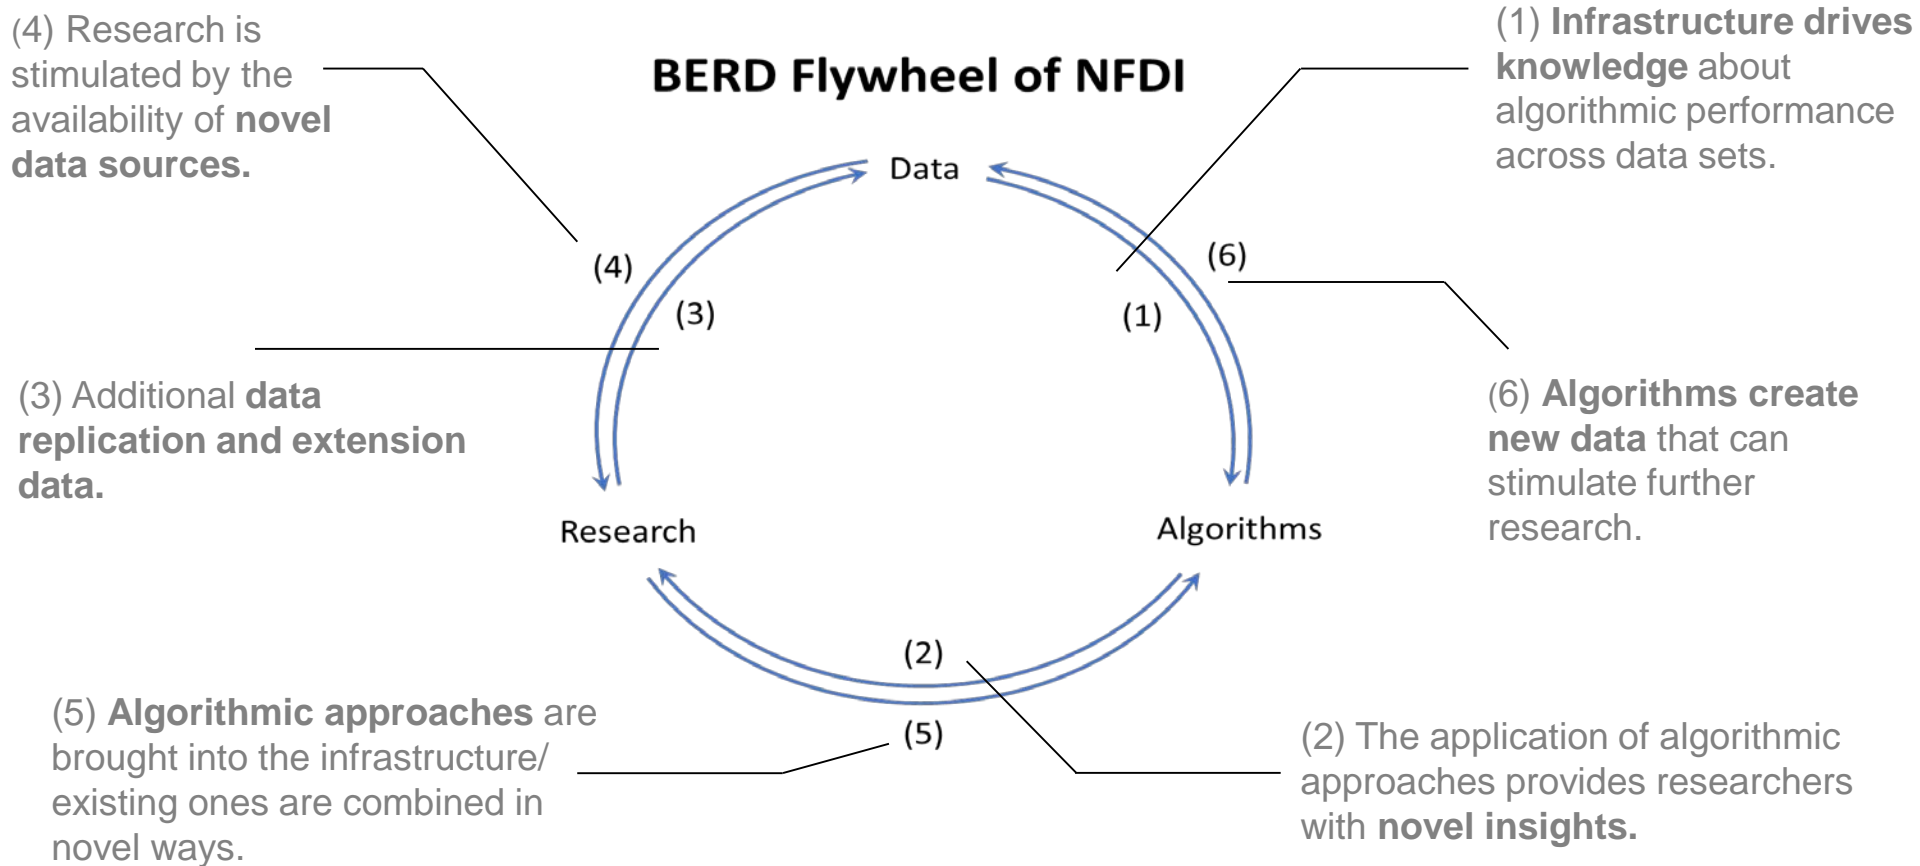 BERD Flywheel of NFDI
(4) Research is
stimulated by the
availability of novel
data sources.
(1) Infrastructure drives
knowledge about
algorithmic performance
across data sets.
Data
(4)
(3)
(6)
(1)
(3) Additional data
replication and extension
data.
(6) Algorithms create
new data that can
stimulate further
research.
Research
Algorithms
(2)
(5)
(5) Algorithmic approaches are
brought into the infrastructure/
existing ones are combined in
novel ways.
(2) The application of algorithmic
approaches provides researchers
with novel insights.